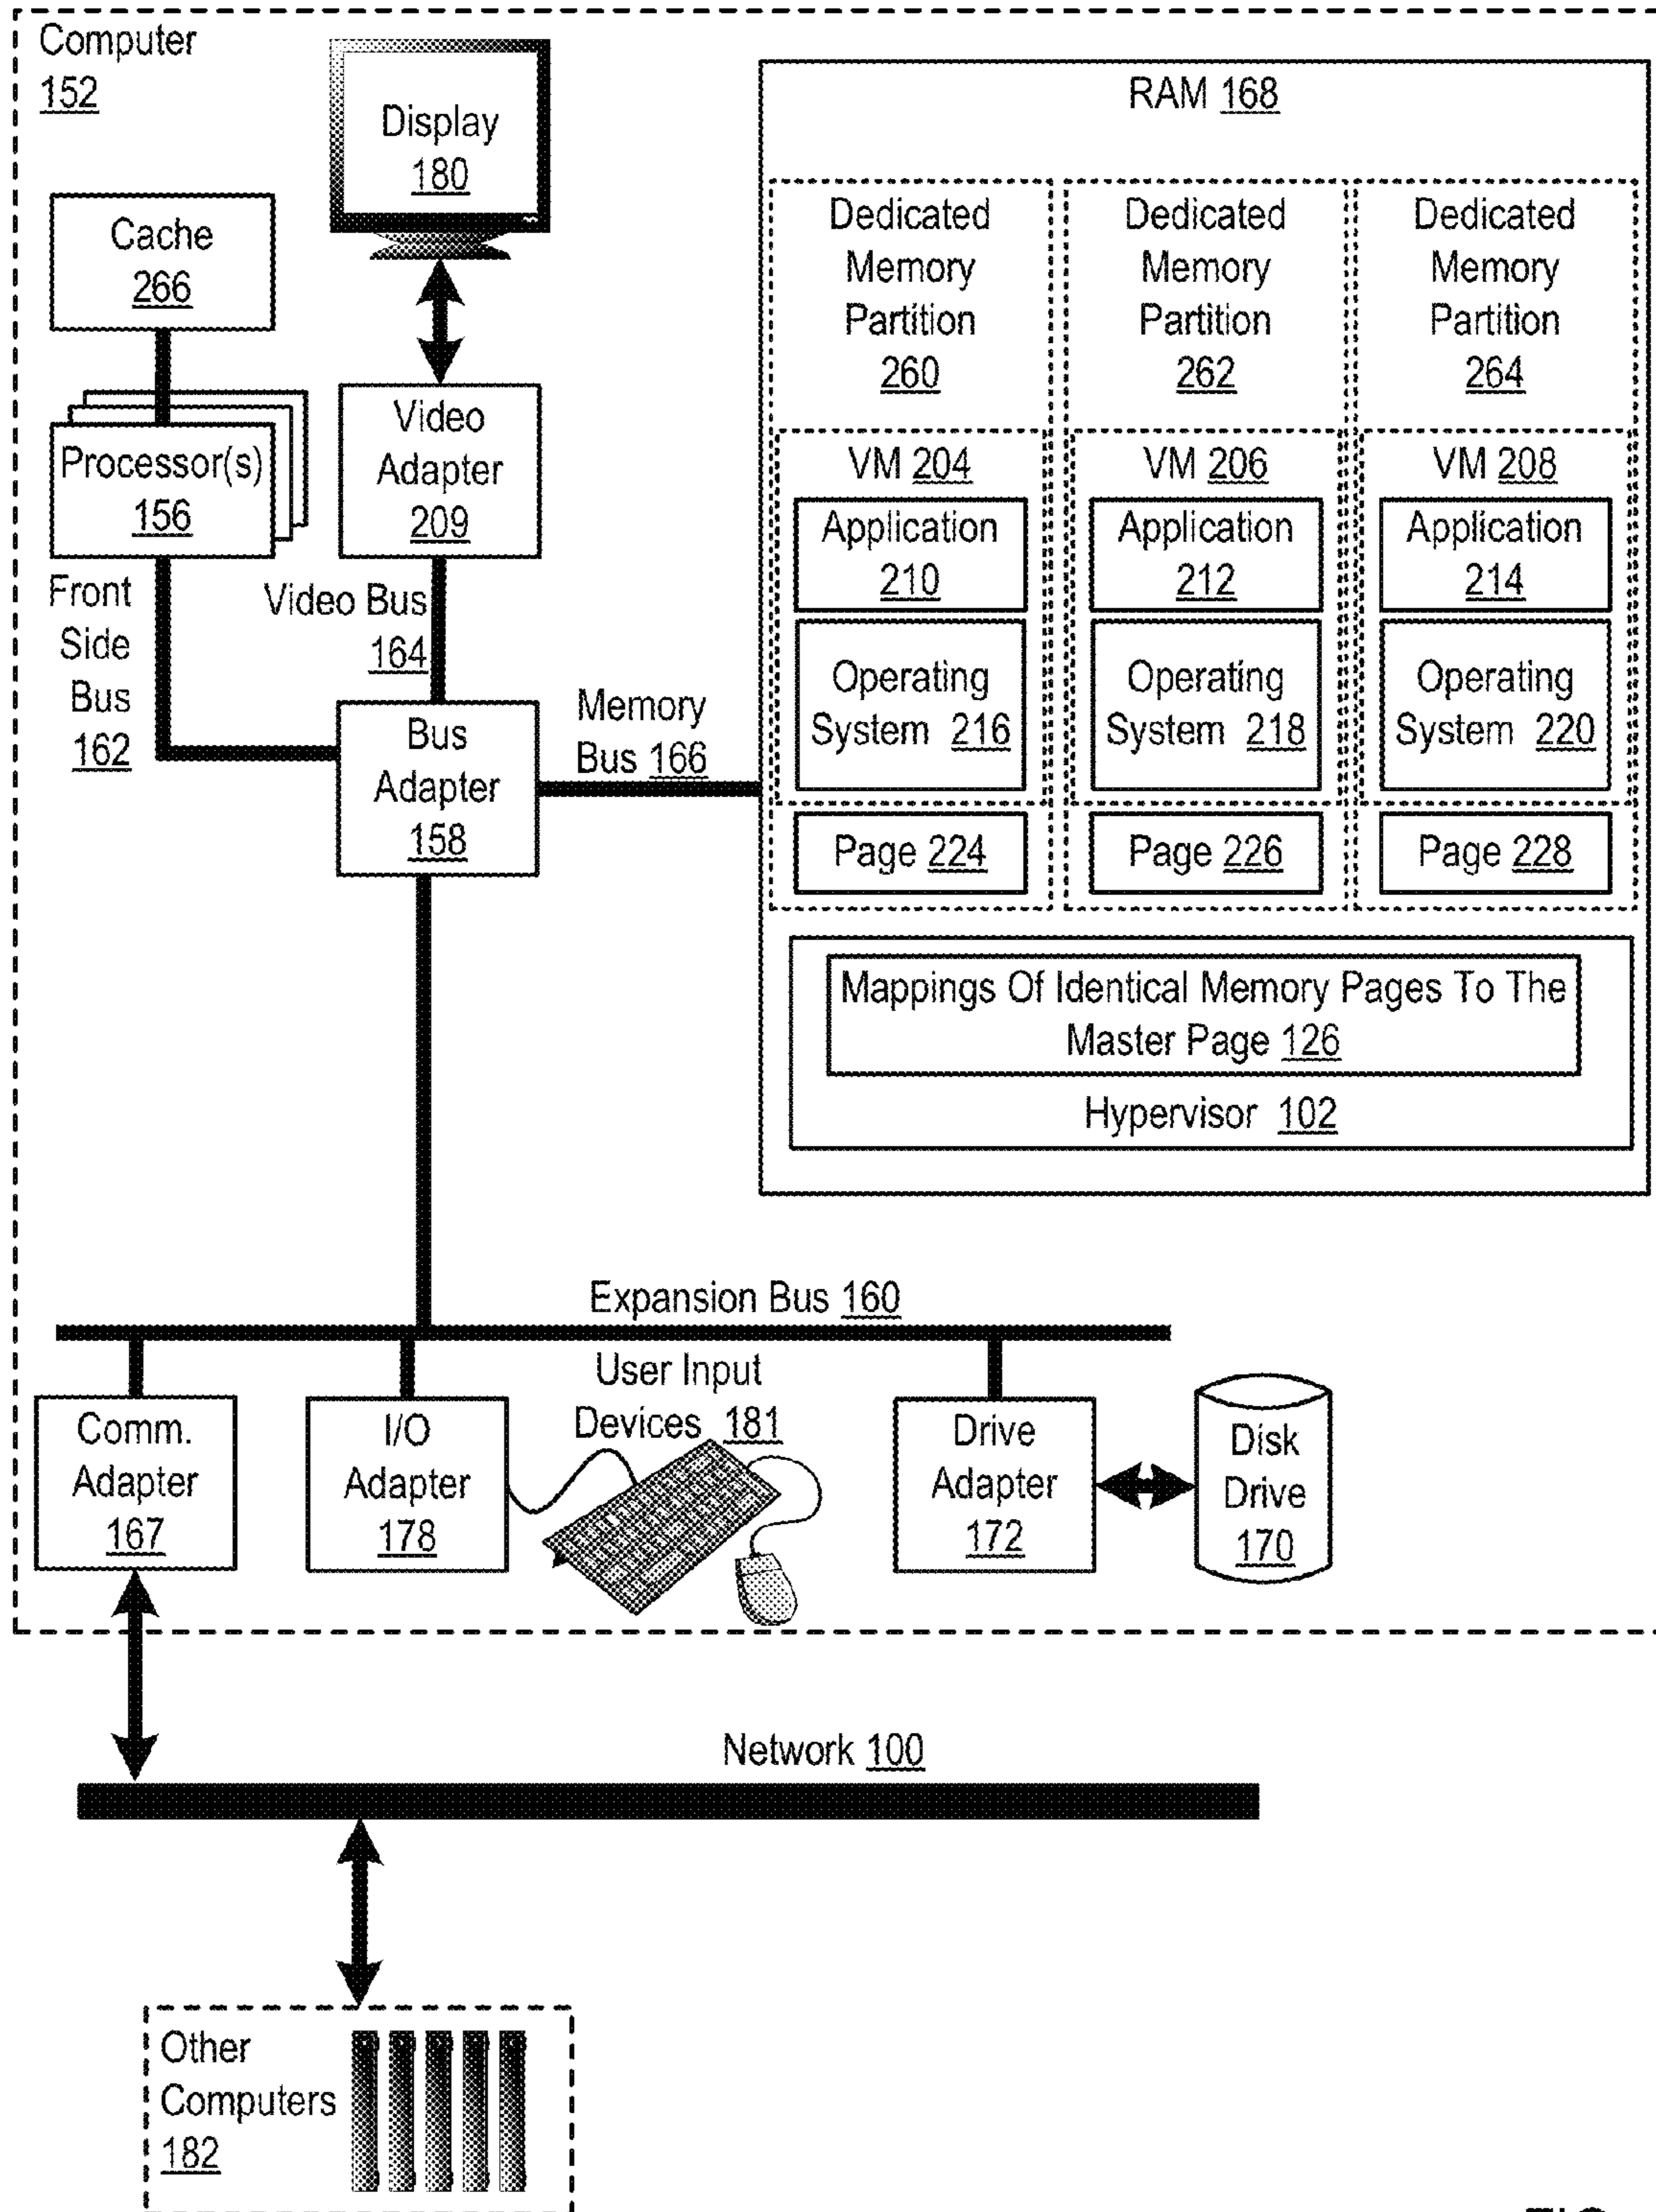 Computer
152
Display
180
Cache
266
Processor(s)
156
Video
Adapter
209
Front
Side
Bus
162
Video Bus
164
Bus
Adapter
158
Memory
Bus 166
RAM 168
Dedicated
Memory
Partition
260
Dedicated
Memory
Partition
262
Dedicated
Memory
Partition
264
VM 204
Application
210
Operating
System 216
Page 224
VM 206
Application
212
Operating
System 218
Page 226
VM 208
Application
214
Operating
System 220
Page 228
Mappings Of Identical Memory Pages To The
Master Page 126
Hypervisor 102
Expansion Bus 160
Comm.
Adapter
167
I/O
Adapter
178
User Input
Devices 181
Drive
Adapter
172
Disk
Drive
170
Network 100
Other
Computers
182